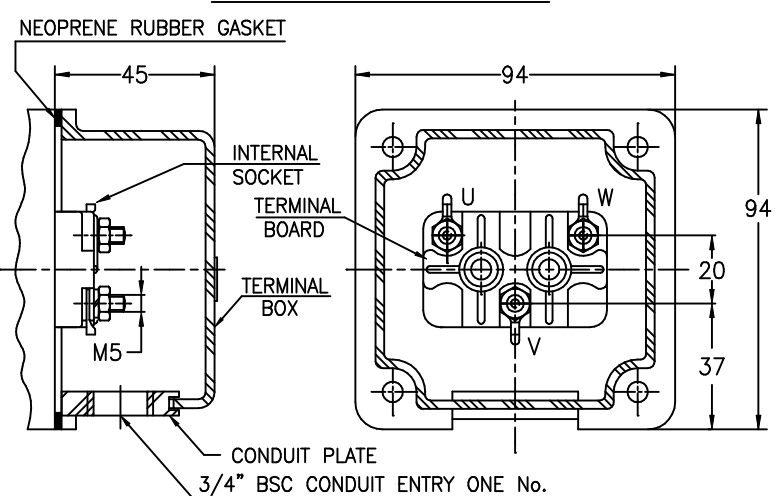 NEOPRENE RUBBER GASKET
45
94
INTERNAL
SOCKET
TERMINAL
BOARD
U
W
94
20
TERMINAL
BOX
M5
V
37
CONDUIT PLATE
3/4" BSC CONDUIT ENTRY ONE No.